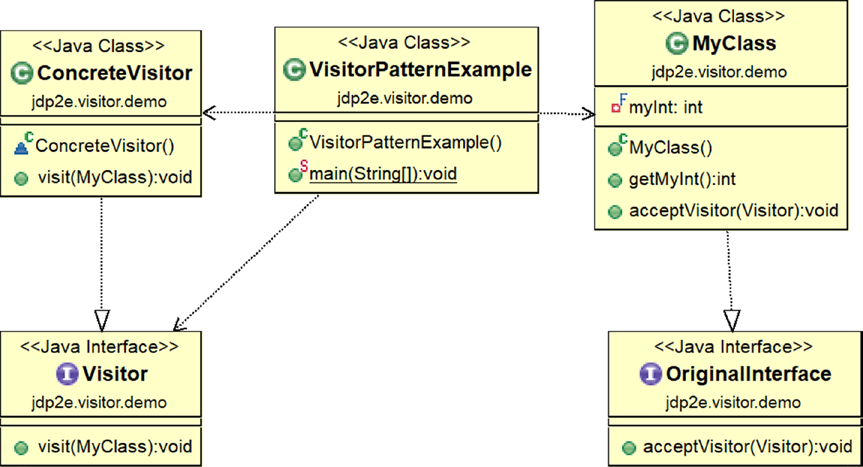 <<Java Class>>
C ConcreteVisitor
jdp2e.visitor.demo
C ConcreteVisitor()
visit(MyClass):void
<<Java Class>>
C VisitorPatternExample
jdp2e.visitor.demo
C VisitorPatternExample()
S main(String[]):void
<<Java Class>>
C MyClass
jdp2e.visitor.demo
F myInt: int
C MyClass()
getMyInt():int
acceptVisitor(Visitor):void
<<Java Interface>>
I Visitor
jdp2e.visitor.demo
visit(MyClass):void
<<Java Interface>>
I OriginalInterface
jdp2e.visitor.demo
acceptVisitor(Visitor):void